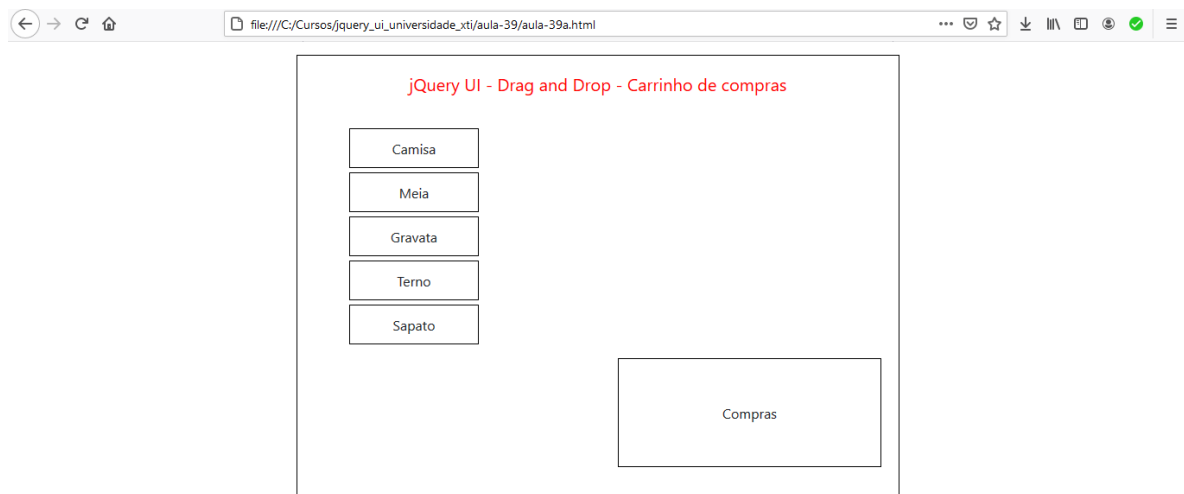 file:///C:/Cursos/jquery_ui_universidade_xti/aula-39/aula-39a.html
jQuery UI - Drag and Drop - Carrinho de compras
Camisa
Meia
Gravata
Terno
Sapato
Compras